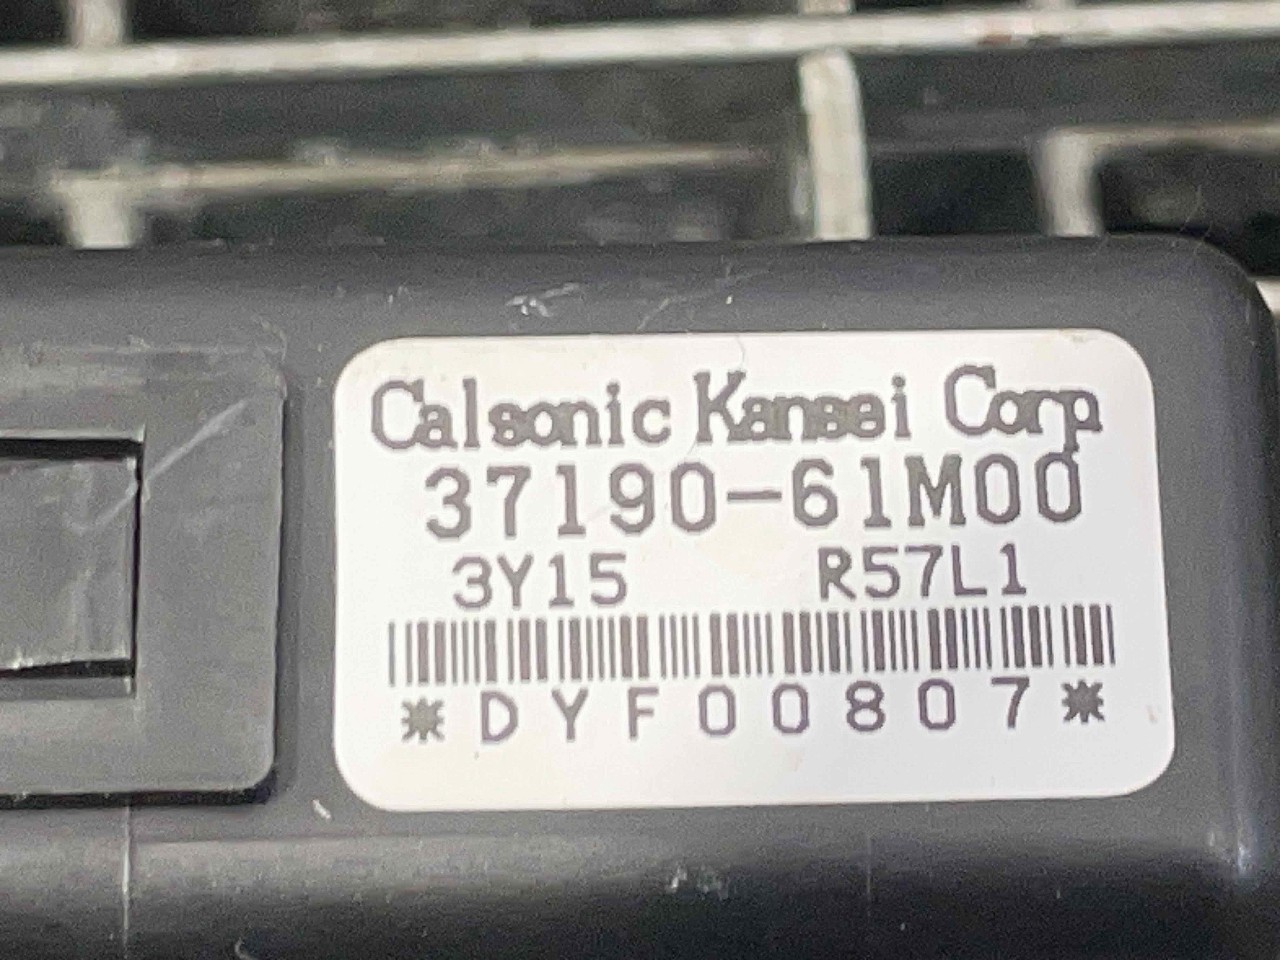 Calsonic Kansei Corp
37190-61M00
3Y15 R57L1
*DYF00807*